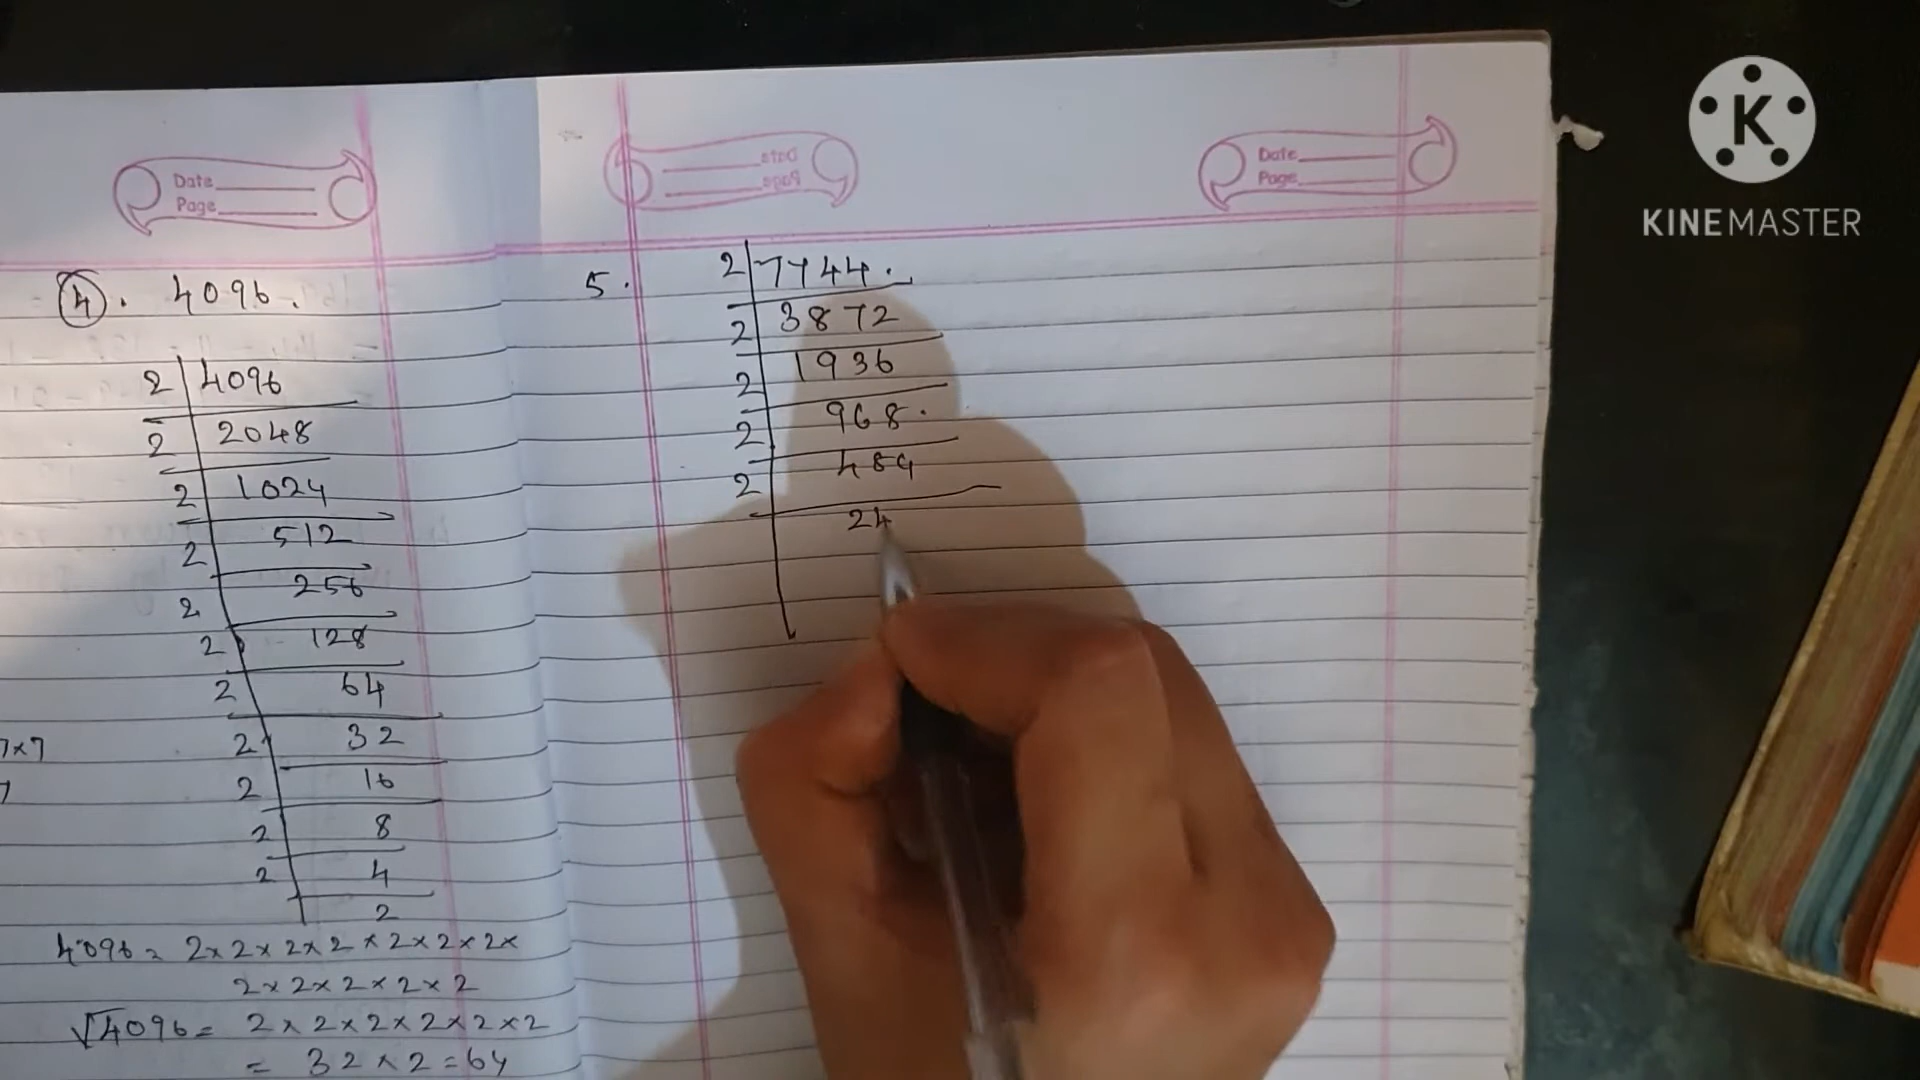 Date
Page
4. 4096.
2 4096
2 2048
2 1024
2 512
2 256
2 128
2 64
2 32
2 16
2 8
2 4
2
4096 = 2×2×2×2×2×2×2×
2×2×2×2×2
√4096 = 2×2×2×2×2×2
= 32×2=64
7×7
7
Date
Page
Date
Page
5. 2 7744.
2 3872
2 1936
2 968.
2 484
24
K
KINEMASTER